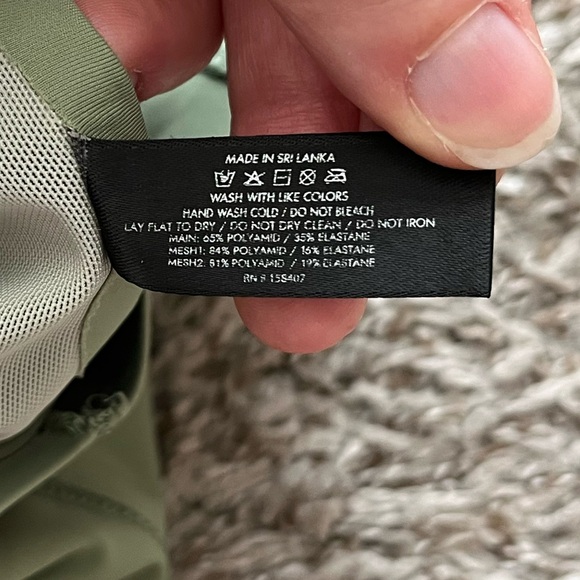 MADE IN SRI LANKA
WASH WITH LIKE COLORS
HAND WASH COLD / DO NOT BLEACH
LAY FLAT TO DRY / DO NOT DRY CLEAN / DO NOT IRON
MAIN: 65% POLYAMID / 35% ELASTANE
MESH1: 84% POLYAMID / 16% ELASTANE
MESH2: 81% POLYAMID / 19% ELASTANE
RN # 158407